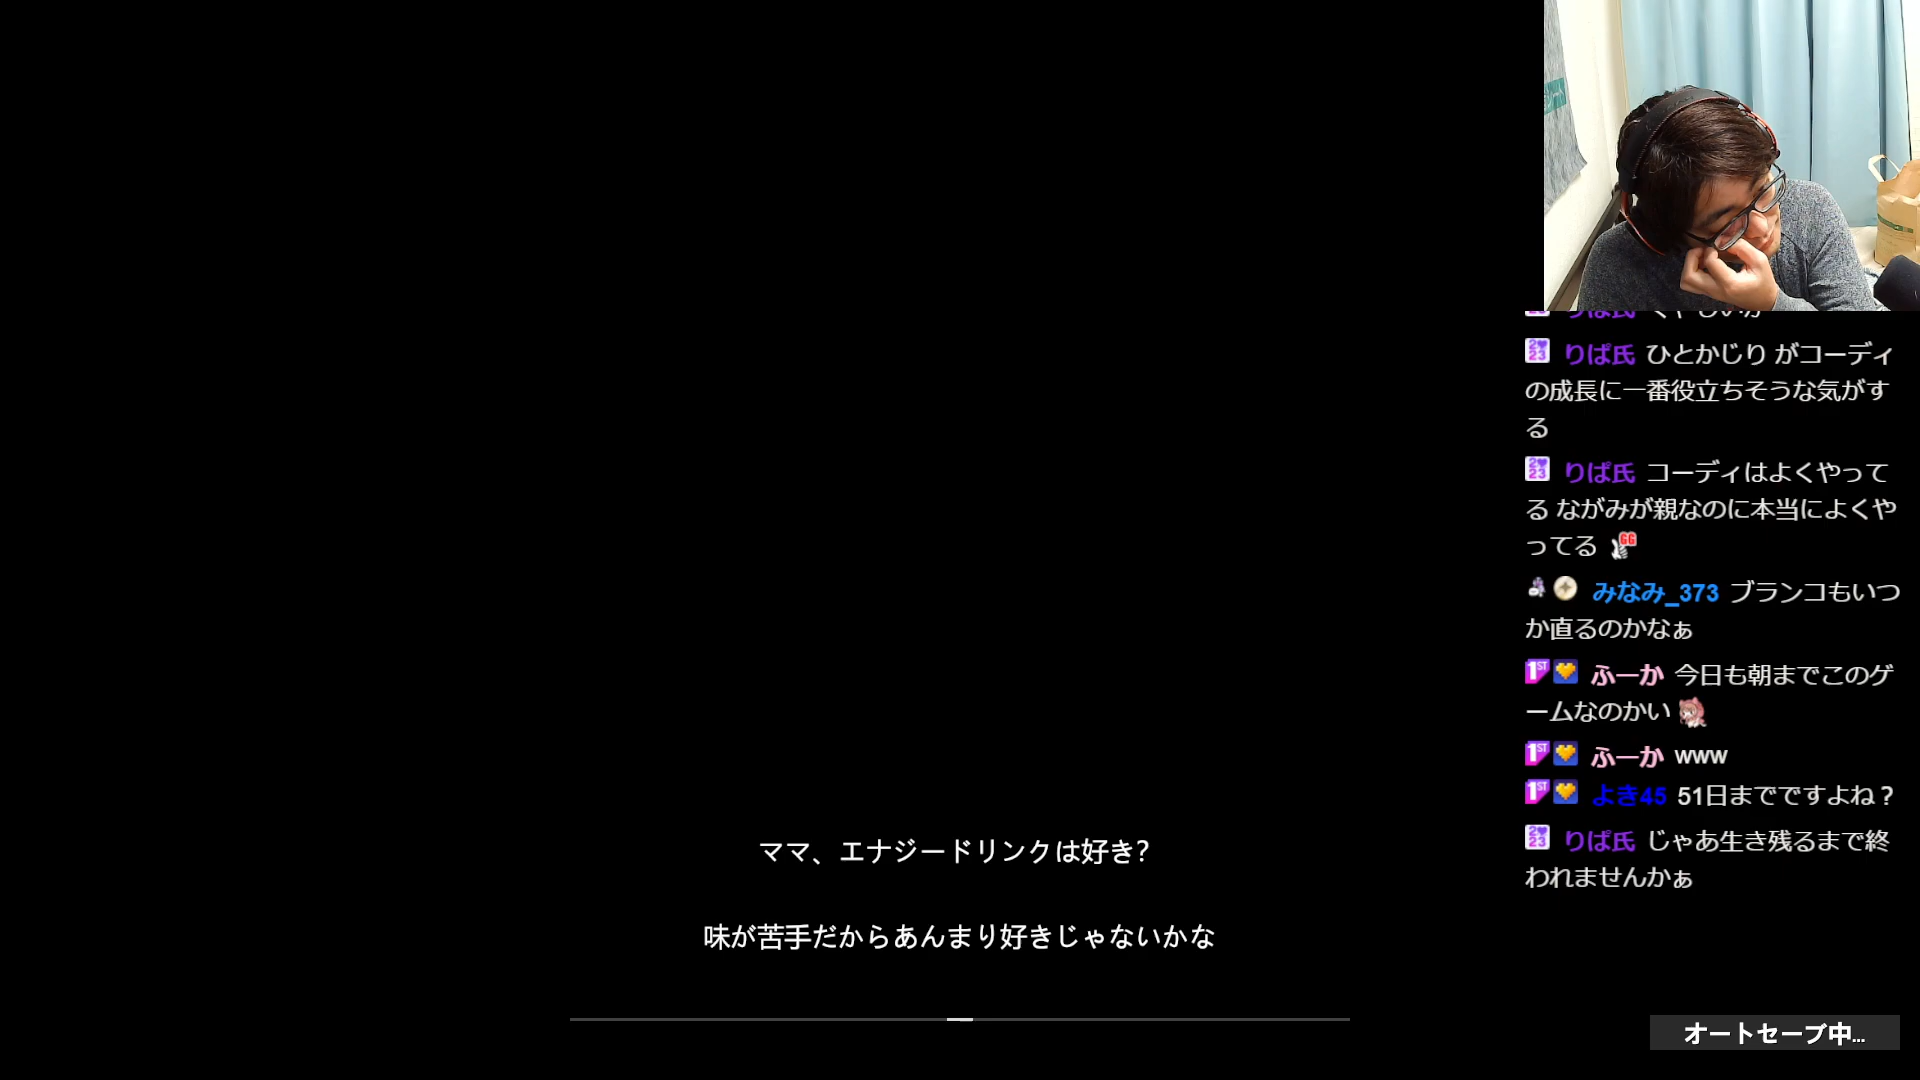 りぱ氏 ひとかじり がコーディ
の成長に一番役立ちそうな気がす
る
りぱ氏 コーディはよくやって
る ながみが親なのに本当によくや
ってる
みなみ_373 ブランコもいつ
か直るのかなぁ
ふーか 今日も朝までこのゲ
ームなのかい
ふーか www
よき45 51日までですよね？
りぱ氏 じゃあ生き残るまで終
われませんかぁ
ママ、エナジードリンクは好き？
味が苦手だからあんまり好きじゃないかな
オートセーブ中...